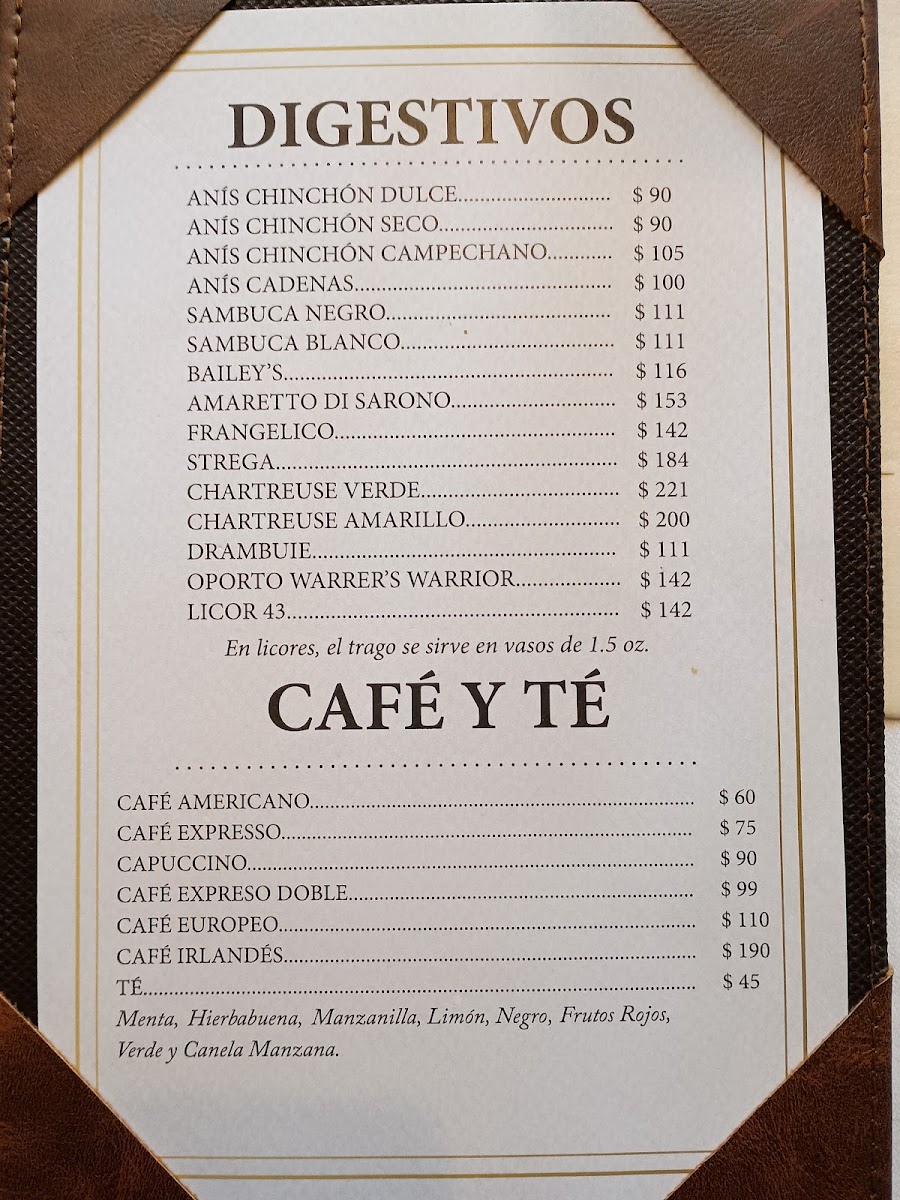 DIGESTIVOS
ANÍS CHINCHÓN DULCE............................ $ 90
ANÍS CHINCHÓN SECO................................ $ 90
ANÍS CHINCHÓN CAMPECHANO............ $ 105
ANÍS CADENAS............................................... $ 100
SAMBUCA NEGRO......................................... $ 111
SAMBUCA BLANCO....................................... $ 111
BAILEY'S............................................................ $ 116
AMARETTO DI SARONO.............................. $ 153
FRANGELICO................................................... $ 142
STREGA.............................................................. $ 184
CHARTREUSE VERDE.................................... $ 221
CHARTREUSE AMARILLO............................ $ 200
DRAMBUIE....................................................... $ 111
OPORTO WARRER'S WARRIOR................... $ 142
LICOR 43............................................................ $ 142
En licores, el trago se sirve en vasos de 1.5 oz.
CAFÉ Y TÉ
CAFÉ AMERICANO...................................................................... $ 60
CAFÉ EXPRESSO........................................................................... $ 75
CAPUCCINO................................................................................. $ 90
CAFÉ EXPRESO DOBLE............................................................... $ 99
CAFÉ EUROPEO............................................................................ $ 110
CAFÉ IRLANDÉS........................................................................... $ 190
TÉ.................................................................................................... $ 45
Menta, Hierbabuena, Manzanilla, Limón, Negro, Frutos Rojos,
Verde y Canela Manzana.